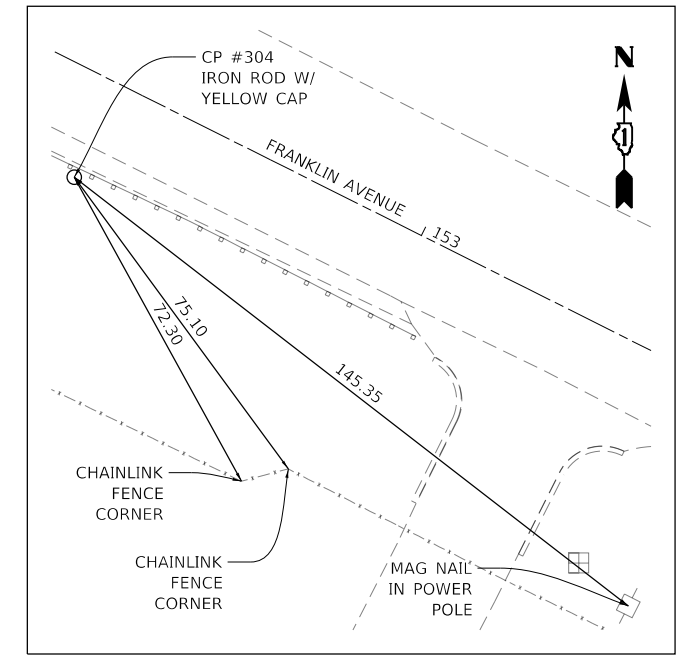 CP #304
IRON ROD W/
YELLOW CAP
N
1
FRANKLIN AVENUE
153
75.10
72.30
145.35
CHAINLINK
FENCE
CORNER
CHAINLINK
FENCE
CORNER
MAG NAIL
IN POWER
POLE